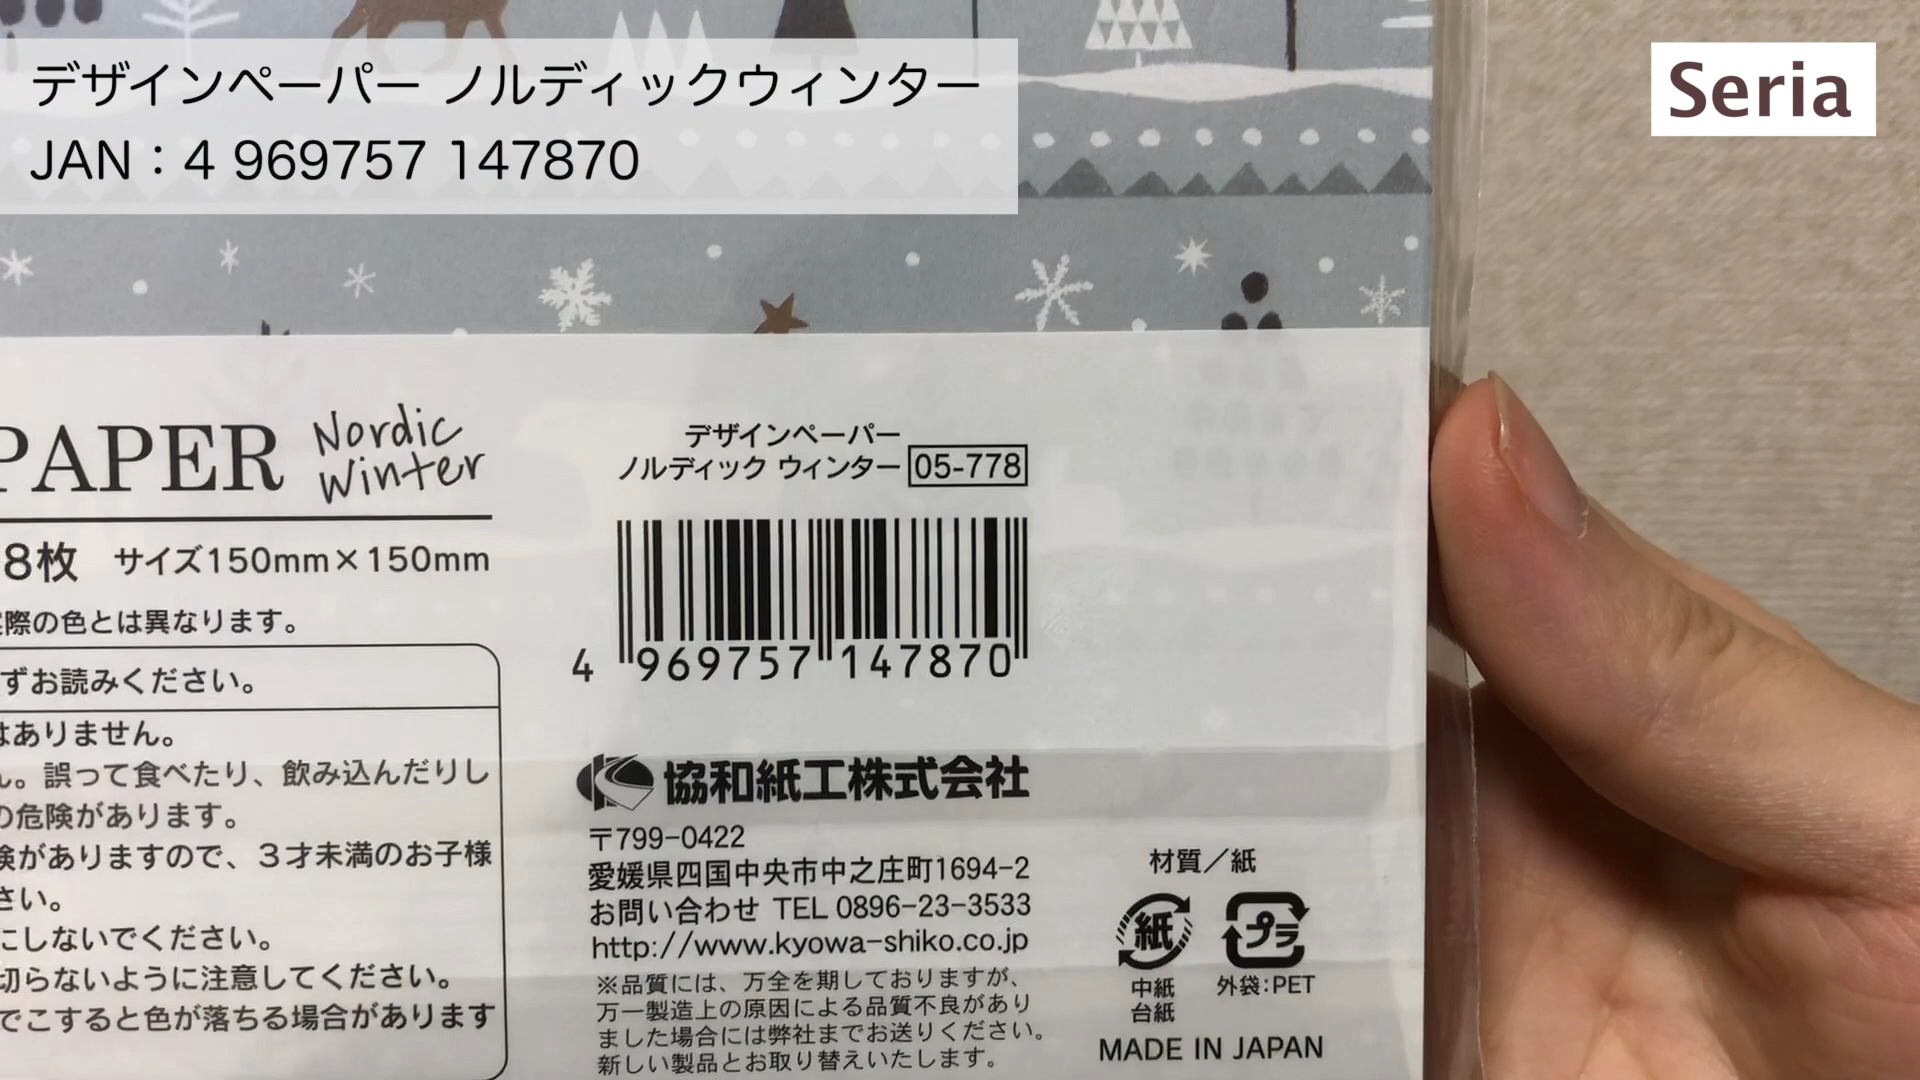 デザインペーパー ノルディックウィンター
JAN：4 969757 147870
Seria
PAPER Nordic Winter
8枚 サイズ150mm×150mm
実際の色とは異なります。
ずお読みください。
はありません。
ん。誤って食べたり、飲み込んだりし
の危険があります。
険がありますので、３才未満のお子様
さい。
にしないでください。
切らないように注意してください。
でこすると色が落ちる場合があります
デザインペーパー
ノルディック ウィンター 05-778
4 969757 147870
協和紙工株式会社
〒799-0422
愛媛県四国中央市中之庄町1694-2
お問い合わせ TEL 0896-23-3533
http://www.kyowa-shiko.co.jp
※品質には、万全を期しておりますが、
万一製造上の原因による品質不良があり
ました場合には弊社までお送りください。
新しい製品とお取り替えいたします。
材質／紙
紙 プラ
中紙 外袋：PET
台紙
MADE IN JAPAN